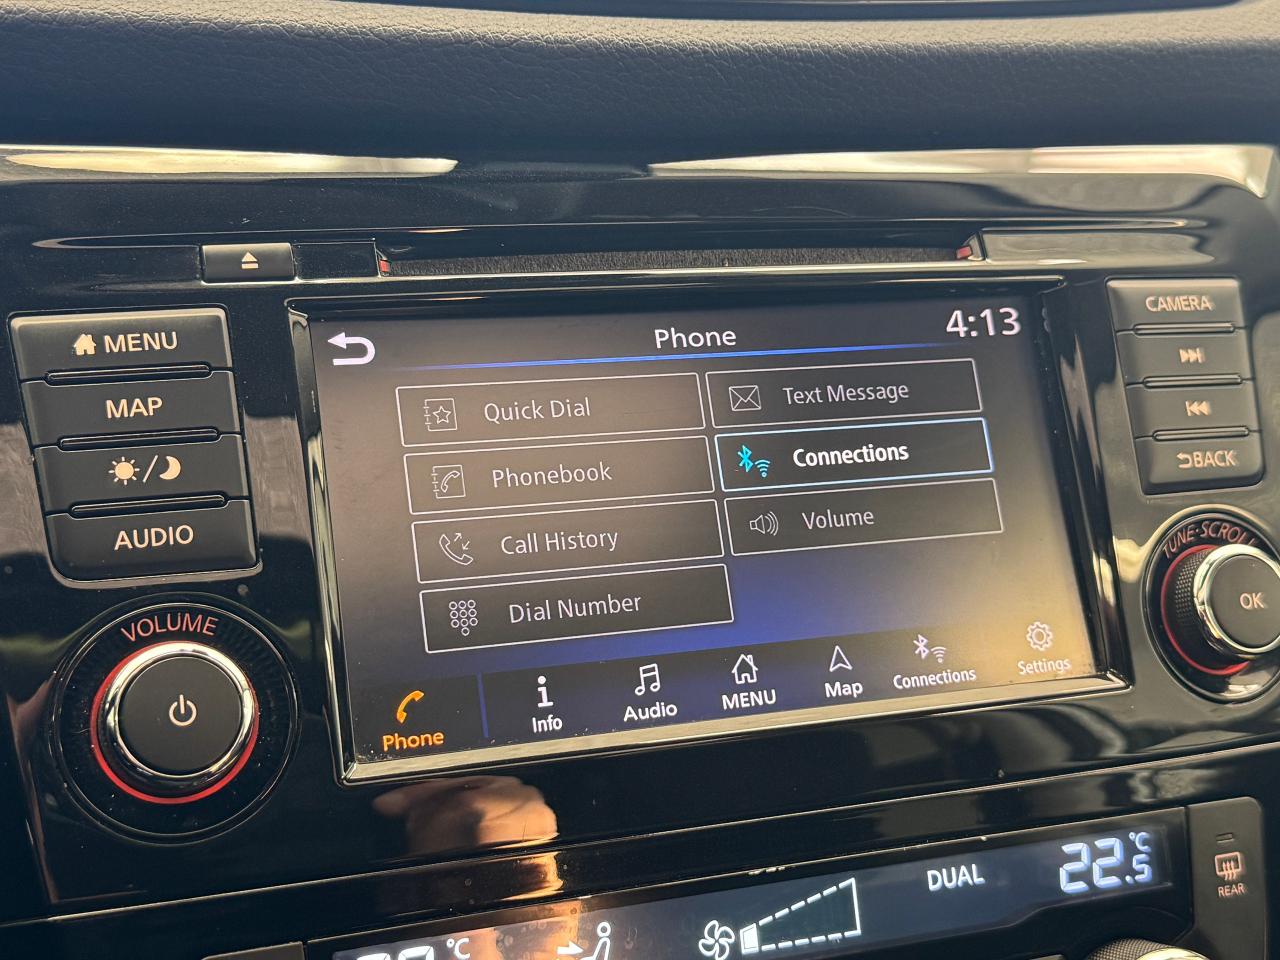 MENU
MAP
AUDIO
VOLUME
Phone
4:13
Quick Dial
Text Message
Phonebook
Connections
Call History
Volume
Dial Number
Phone
Info
Audio
MENU
Map
Connections
Settings
CAMERA
BACK
TUNE·SCROLL
OK
DUAL
22.5°C
°C
REAR